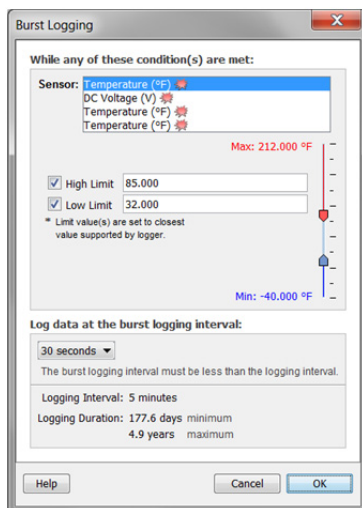 Burst Logging
While any of these condition(s) are met:
Sensor: Temperature (°F)
DC Voltage (V)
Temperature (°F)
Temperature (°F)
Max: 212.000 °F
High Limit 85.000
Low Limit 32.000
* Limit value(s) are set to closest
value supported by logger.
Min: -40.000 °F
Log data at the burst logging interval:
30 seconds
The burst logging interval must be less than the logging interval.
Logging Interval: 5 minutes
Logging Duration: 177.6 days minimum
4.9 years maximum
Help Cancel OK